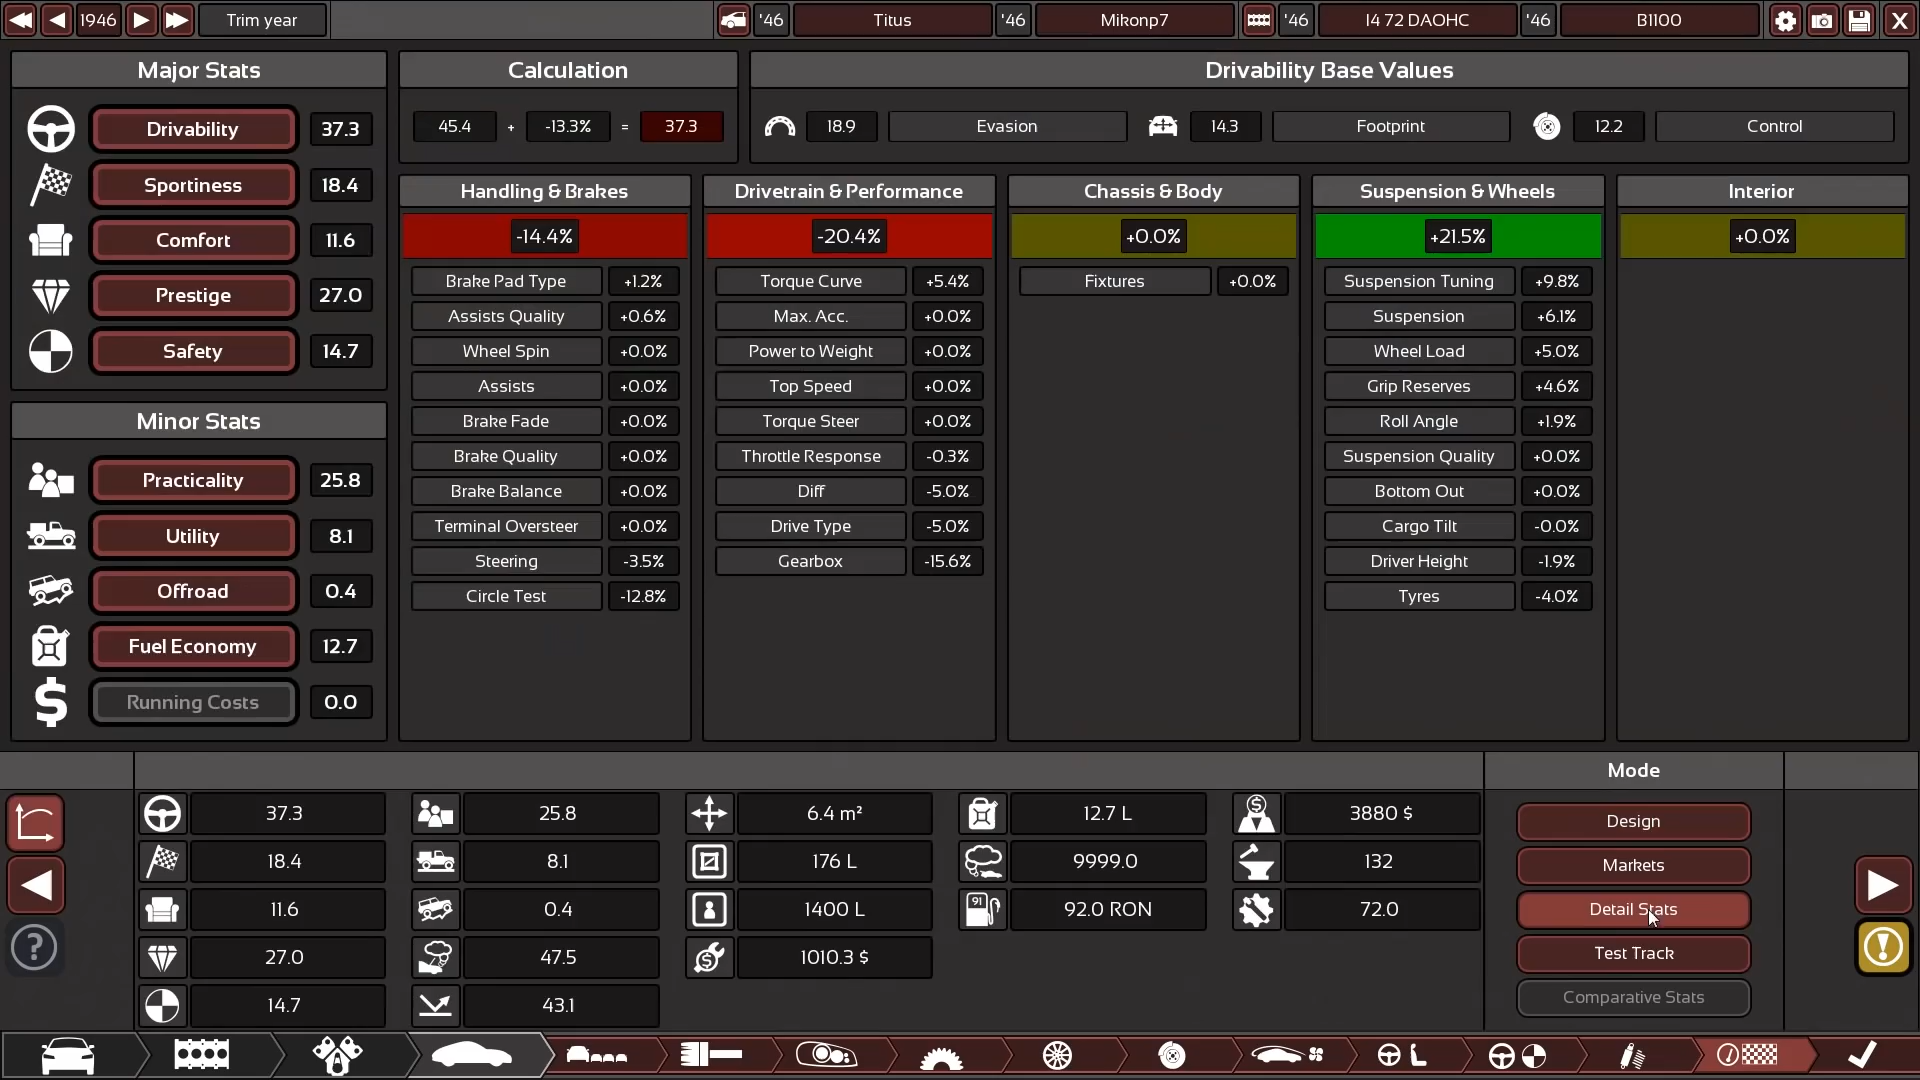 1946
Trim year
'46
Titus
'46
Mikonp7
'46
I4 72 DAOHC
'46
B1100
X
Major Stats
Drivability 37.3
Sportiness 18.4
Comfort 11.6
Prestige 27.0
Safety 14.7
Minor Stats
Practicality 25.8
Utility 8.1
Offroad 0.4
Fuel Economy 12.7
$ Running Costs 0.0
Calculation
45.4 + -13.3% = 37.3
Drivability Base Values
18.9 Evasion
14.3 Footprint
12.2 Control
Handling & Brakes
-14.4%
Brake Pad Type +1.2%
Assists Quality +0.6%
Wheel Spin +0.0%
Assists +0.0%
Brake Fade +0.0%
Brake Quality +0.0%
Brake Balance +0.0%
Terminal Oversteer +0.0%
Steering -3.5%
Circle Test -12.8%
Drivetrain & Performance
-20.4%
Torque Curve +5.4%
Max. Acc. +0.0%
Power to Weight +0.0%
Top Speed +0.0%
Torque Steer +0.0%
Throttle Response -0.3%
Diff -5.0%
Drive Type -5.0%
Gearbox -15.6%
Chassis & Body
+0.0%
Fixtures +0.0%
Suspension & Wheels
+21.5%
Suspension Tuning +9.8%
Suspension +6.1%
Wheel Load +5.0%
Grip Reserves +4.6%
Roll Angle +1.9%
Suspension Quality +0.0%
Bottom Out +0.0%
Cargo Tilt -0.0%
Driver Height -1.9%
Tyres -4.0%
Interior
+0.0%
37.3
18.4
11.6
27.0
14.7
25.8
8.1
0.4
47.5
43.1
6.4 m²
176 L
1400 L
1010.3 $
12.7 L
9999.0
91
92.0 RON
3880 $
132
72.0
Mode
Design
Markets
Detail Stats
Test Track
Comparative Stats
?
!